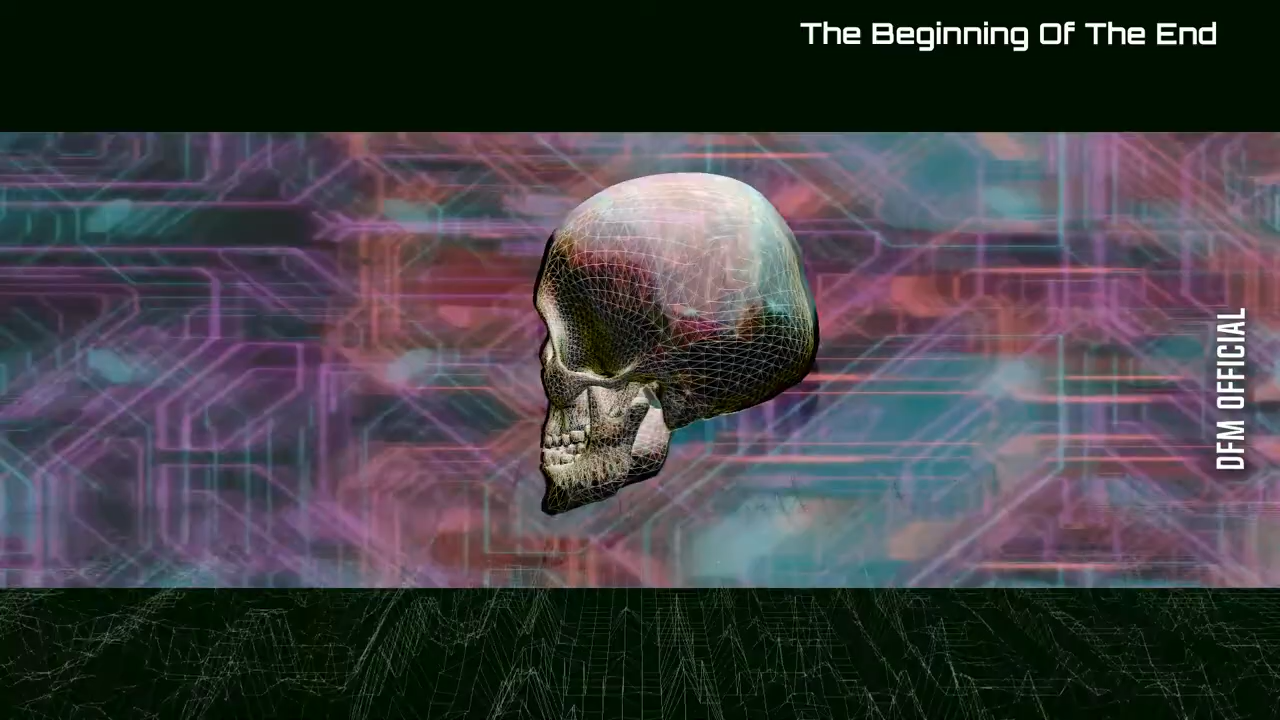 The Beginning Of The End
DFM OFFICIAL